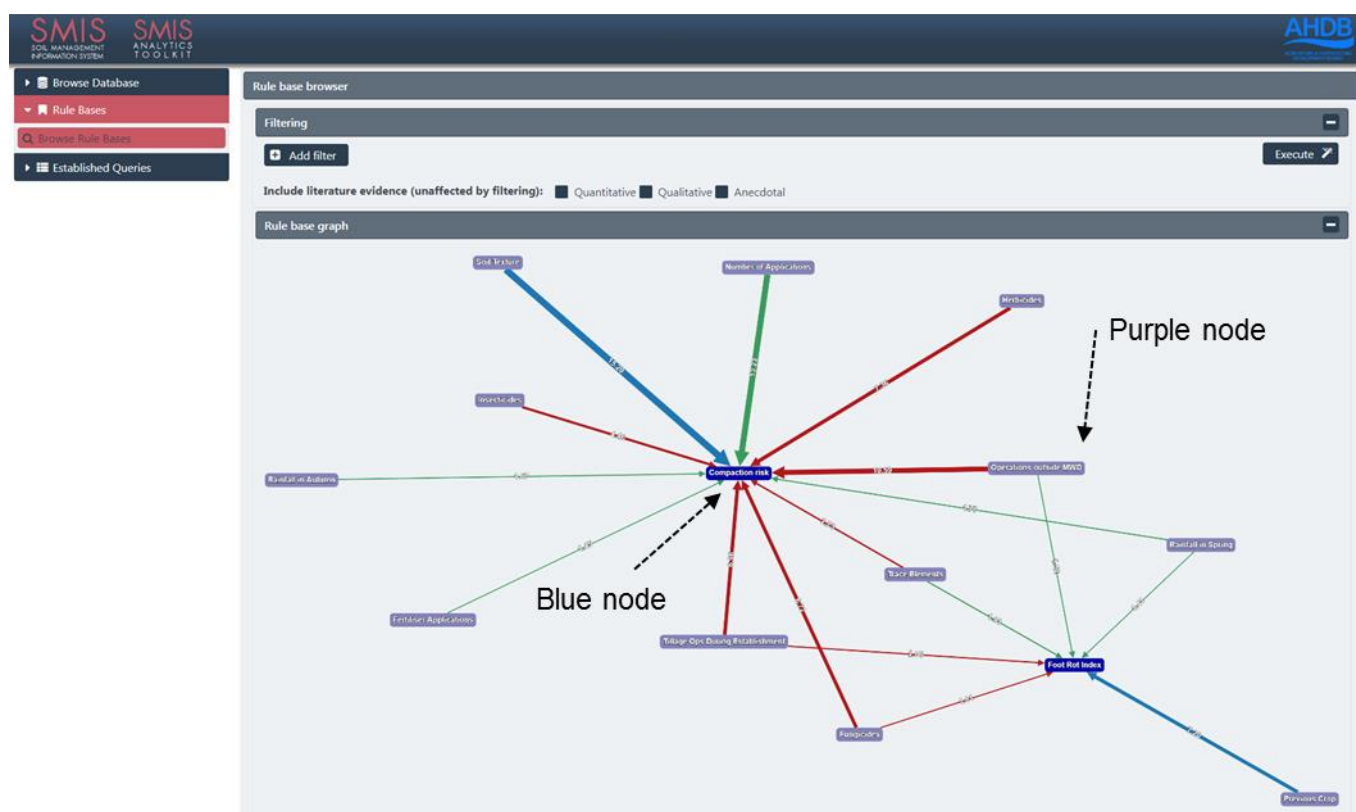 SMIS
SOIL MANAGEMENT
INFORMATION SYSTEM
SMIS
ANALYTICS
TOOLKIT
AHDB
Browse Database
Rule Bases
Browse Rule Bases
Established Queries
Rule base browser
Filtering
Add filter
Execute
Include literature evidence (unaffected by filtering): Quantitative Qualitative Anecdotal
Rule base graph
Soil Texture
Number of Applications
Herbicides
Purple node
Insecticides
Compaction risk
Operations outside MWD
Rainfall in Autumn
Rainfall in Spring
Trace Elements
Blue node
Fertiliser Applications
Tillage Ops During Establishment
Foot Rot Index
Fungicides
Previous Crop